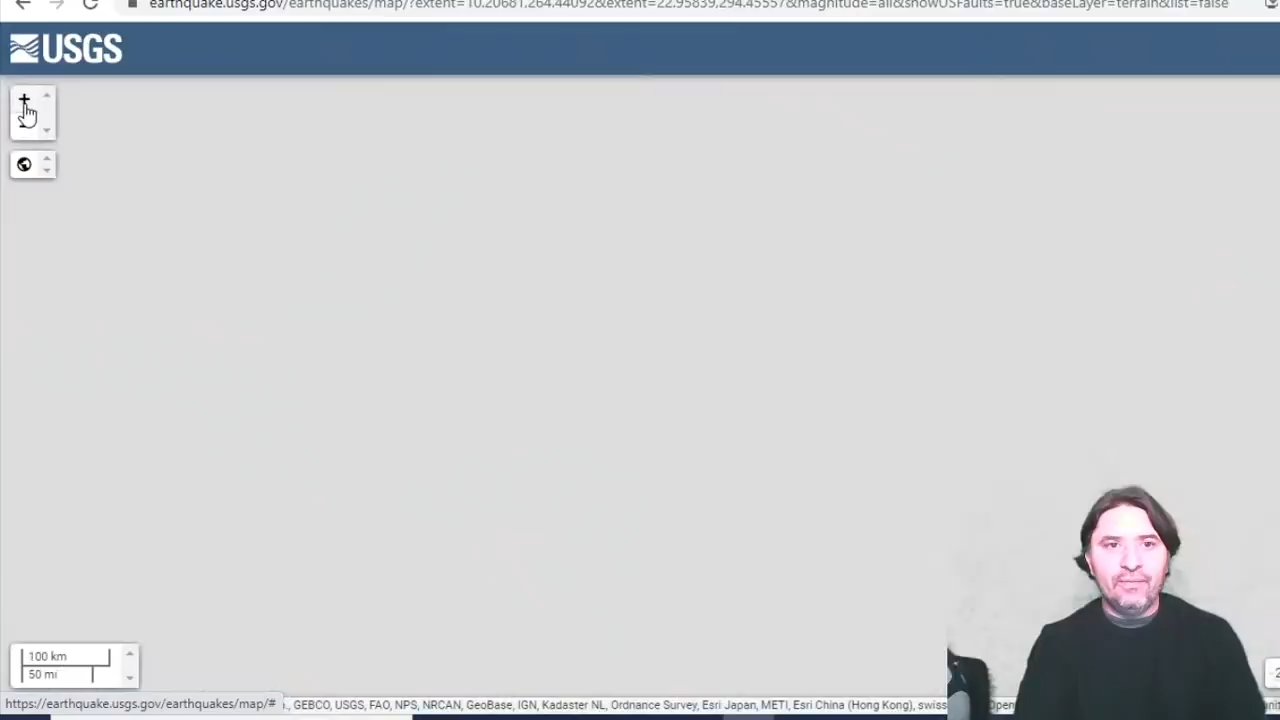 earthquake.usgs.gov/earthquakes/map/?extent=10.20681,264.44092&extent=22.95839,294.45557&magnitude=all&showUSFaults=true&baseLayer=terrain&list=false
USGS
+
100 km
50 mi
https://earthquake.usgs.gov/earthquakes/map/#
, GEBCO, USGS, FAO, NPS, NRCAN, GeoBase, IGN, Kadaster NL, Ordnance Survey, Esri Japan, METI, Esri China (Hong Kong), swiss